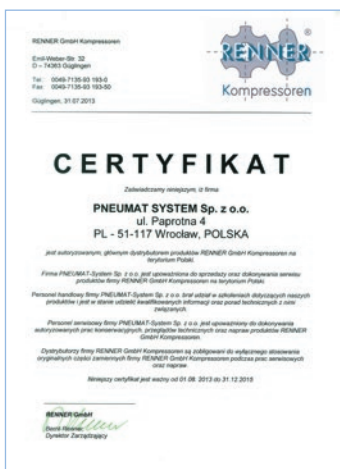 RENNER GmbH Kompressoren
Emil-Weber-Str. 32
D – 74363 Güglingen
Tel: 0049-7135-93 193-0
Fax: 0049-7135-93 193-50
Güglingen, 31.07.2013
RENNER
®
Kompressoren
CERTYFIKAT
Zaświadczamy niniejszym, iż firma
PNEUMAT SYSTEM Sp. z o.o.
ul. Paprotna 4
PL - 51-117 Wrocław, POLSKA
jest autoryzowanym, głównym dystrybutorem produktów RENNER GmbH Kompressoren na
terytorium Polski.
Firma PNEUMAT-System Sp. z o.o. jest upoważniona do sprzedaży oraz dokonywania serwisu
produktów firmy RENNER GmbH Kompressoren na terytorium Polski.
Personel handlowy firmy PNEUMAT-System Sp. z o.o. brał udział w szkoleniach dotyczących naszych
produktów i jest w stanie udzielić kwalifikowanych informacji oraz porad technicznych z nimi
związanych.
Personel serwisowy firmy PNEUMAT-System Sp. z o.o. jest upoważniony do dokonywania
autoryzowanych prac konserwacyjnych, przeglądów technicznych oraz napraw produktów RENNER
GmbH Kompressoren.
Dystrybutorzy firmy RENNER GmbH Kompressoren są zobligowani do wyłącznego stosowania
oryginalnych części zamiennych firmy RENNER GmbH Kompressoren podczas prac serwisowych
oraz napraw.
Niniejszy certyfikat jest ważny od 01.08. 2013 do 31.12.2015
RENNER GmbH
Dyrektor Zarządzający